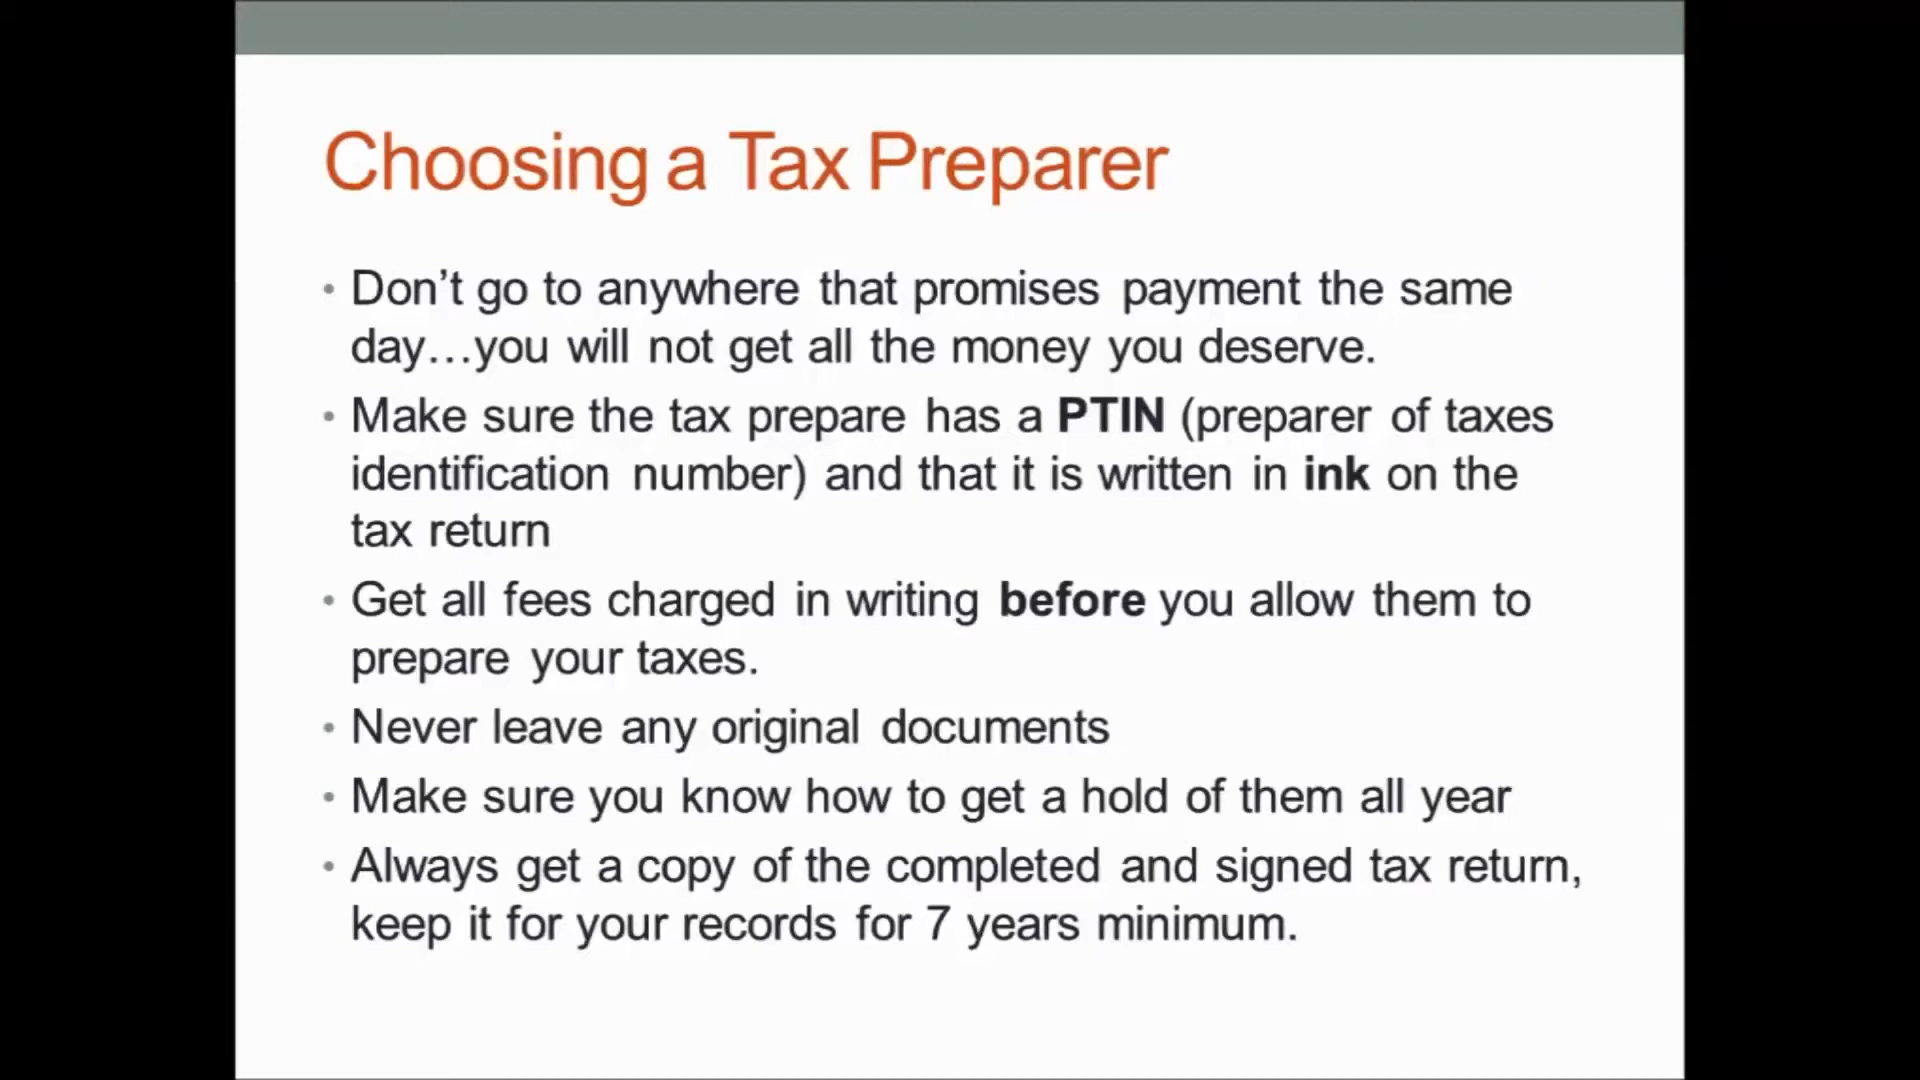 Choosing a Tax Preparer
• Don’t go to anywhere that promises payment the same
day…you will not get all the money you deserve.
• Make sure the tax prepare has a PTIN (preparer of taxes
identification number) and that it is written in ink on the
tax return
• Get all fees charged in writing before you allow them to
prepare your taxes.
• Never leave any original documents
• Make sure you know how to get a hold of them all year
• Always get a copy of the completed and signed tax return,
keep it for your records for 7 years minimum.